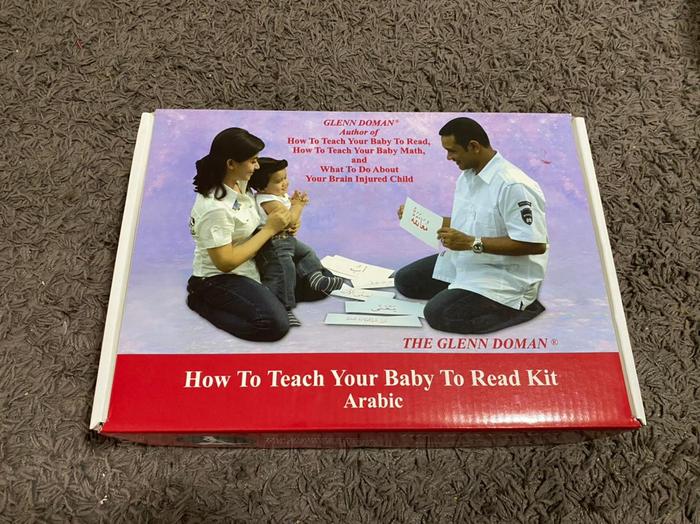 GLENN DOMAN®
Author of
How To Teach Your Baby To Read,
How To Teach Your Baby Math,
and
What To Do About
Your Brain Injured Child
معانقة
THE GLENN DOMAN®
How To Teach Your Baby To Read Kit
Arabic